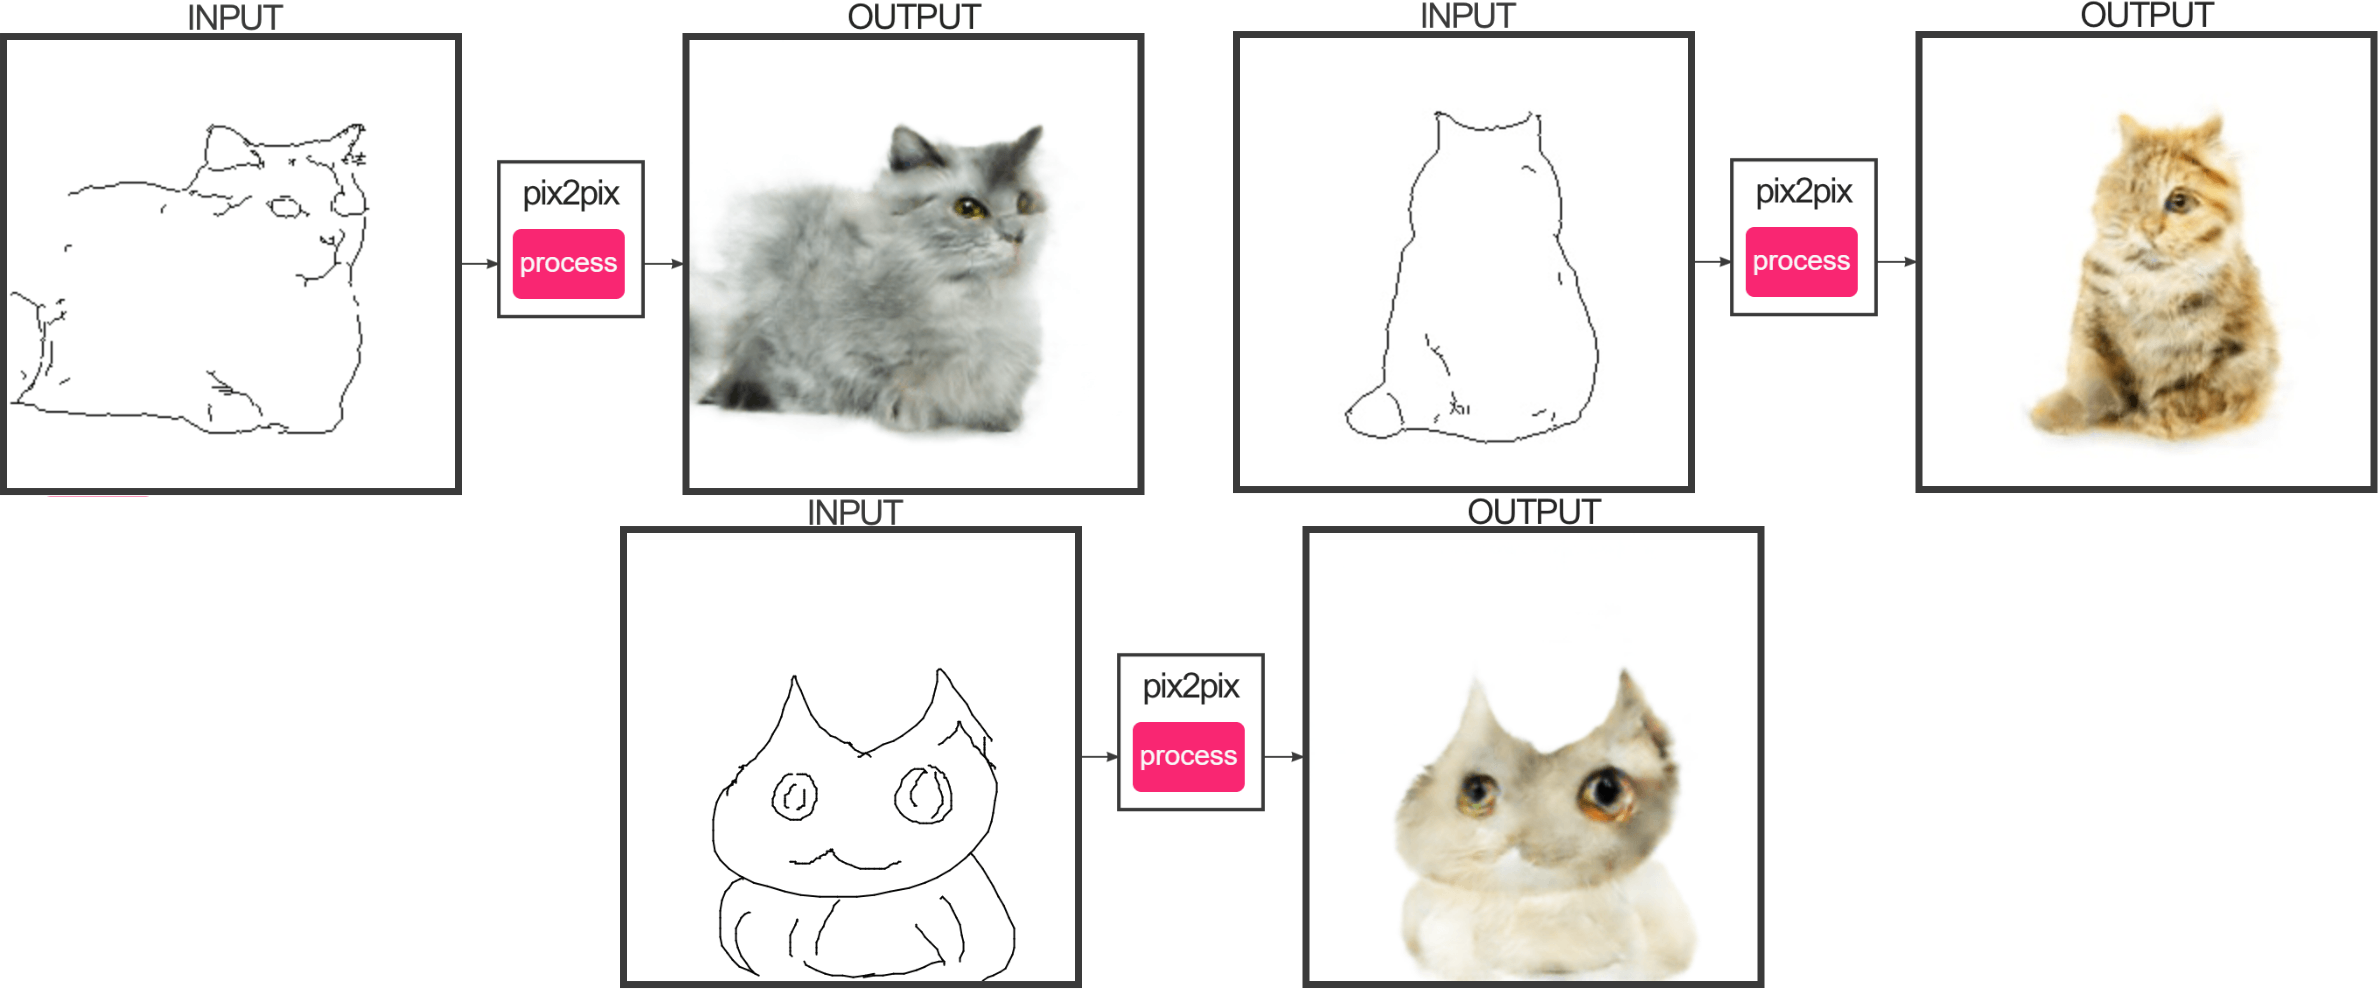 INPUT
OUTPUT
pix2pix
process
INPUT
OUTPUT
pix2pix
process
INPUT
OUTPUT
pix2pix
process